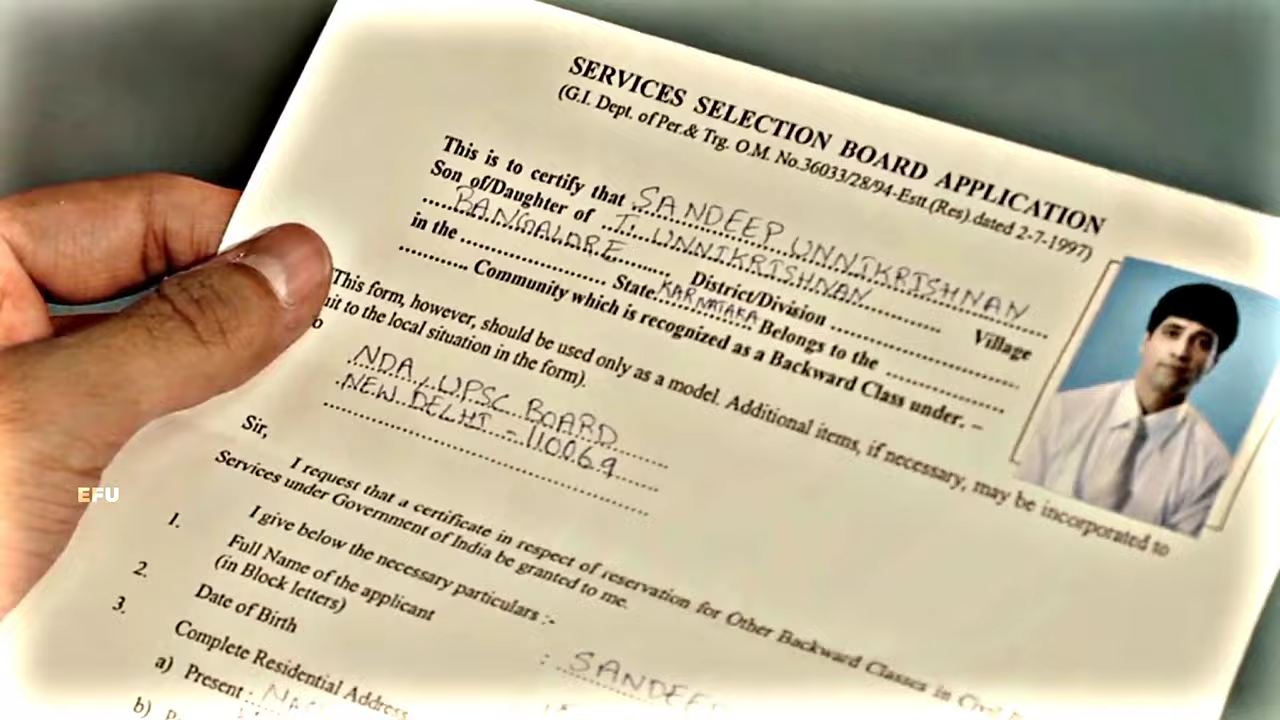 SERVICES SELECTION BOARD APPLICATION
(G.I. Dept. of Per.& Trg. O.M. No.36033/28/94-Estt.(Res).dated 2-7-1997)
This is to certify that SANDEEP UNNIKRISHNAN
Son of/Daughter of T. UNNIKRISHNAN Village
BANGALORE District/Division
in the State KARNATAKA Belongs to the
Community which is recognized as a Backward Class under. –
This form, however, should be used only as a model. Additional items, if necessary, may be incorporated to
suit to the local situation in the form).
NDA / UPSC BOARD
NEW DELHI - 110069
Sir,
I request that a certificate in respect of reservation for Other Backward Classes in
Services under Government of India be granted to me.
I give below the necessary particulars :-
1. Full Name of the applicant
(in Block letters) : SANDEEP
2. Date of Birth
3. Complete Residential Address
a) Present :
b)
EFU